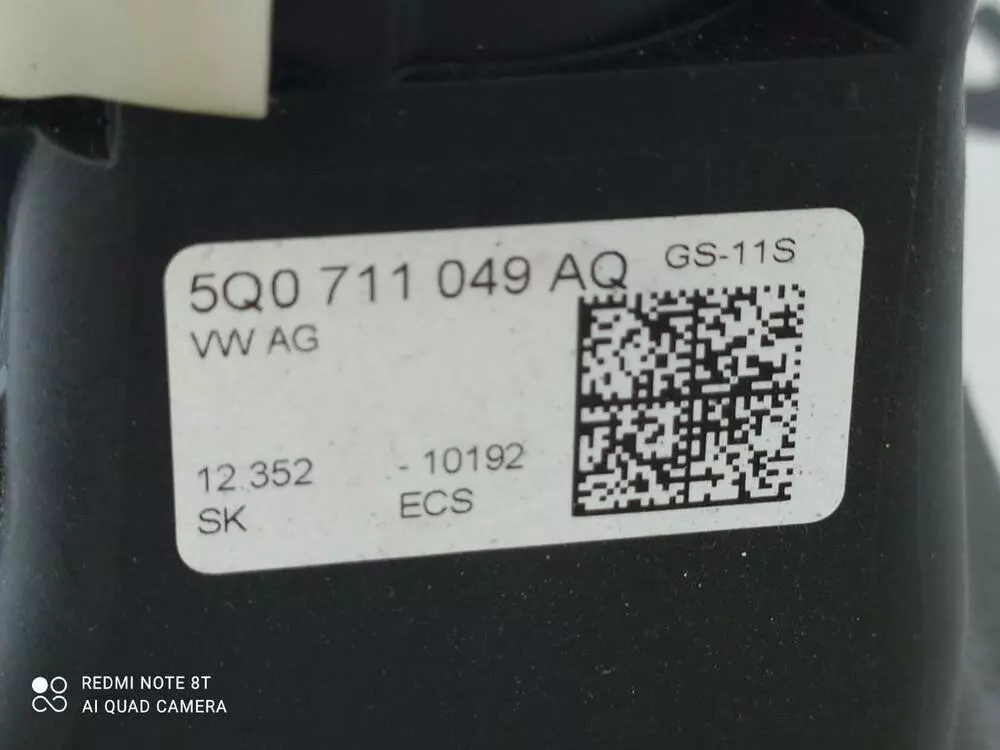 5Q0 711 049 AQ GS-11S
VW AG
12.352 - 10192
SK ECS
REDMI NOTE 8T
AI QUAD CAMERA